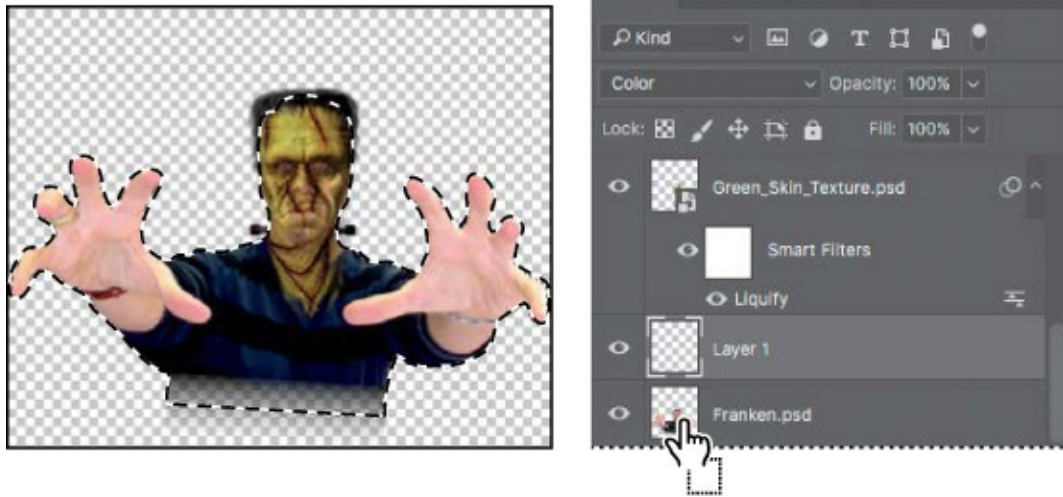 Kind
Color Opacity: 100%
Lock: Fill: 100%
Green_Skin_Texture.psd
Smart Filters
Liquify
Layer 1
Franken.psd